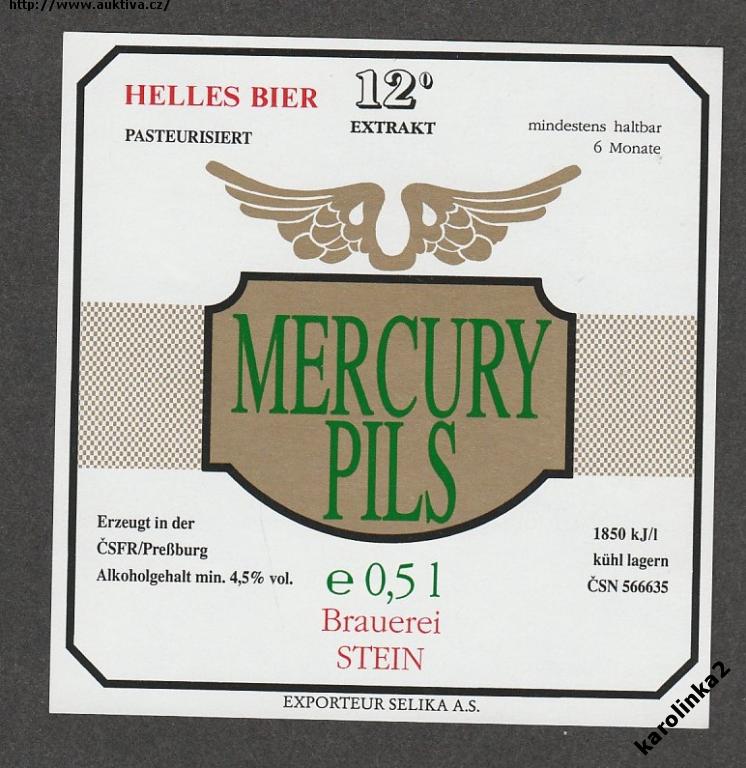 http://www.auktiva.cz/
HELLES BIER
12⁰
PASTEURISIERT
EXTRAKT
mindestens haltbar
6 Monate
MERCURY
PILS
Erzeugt in der
ČSFR/Preßburg
Alkoholgehalt min. 4,5% vol.
e 0,5 l
1850 kJ/l
kühl lagern
ČSN 566635
Brauerei
STEIN
EXPORTEUR SELIKA A.S.
karolinka2